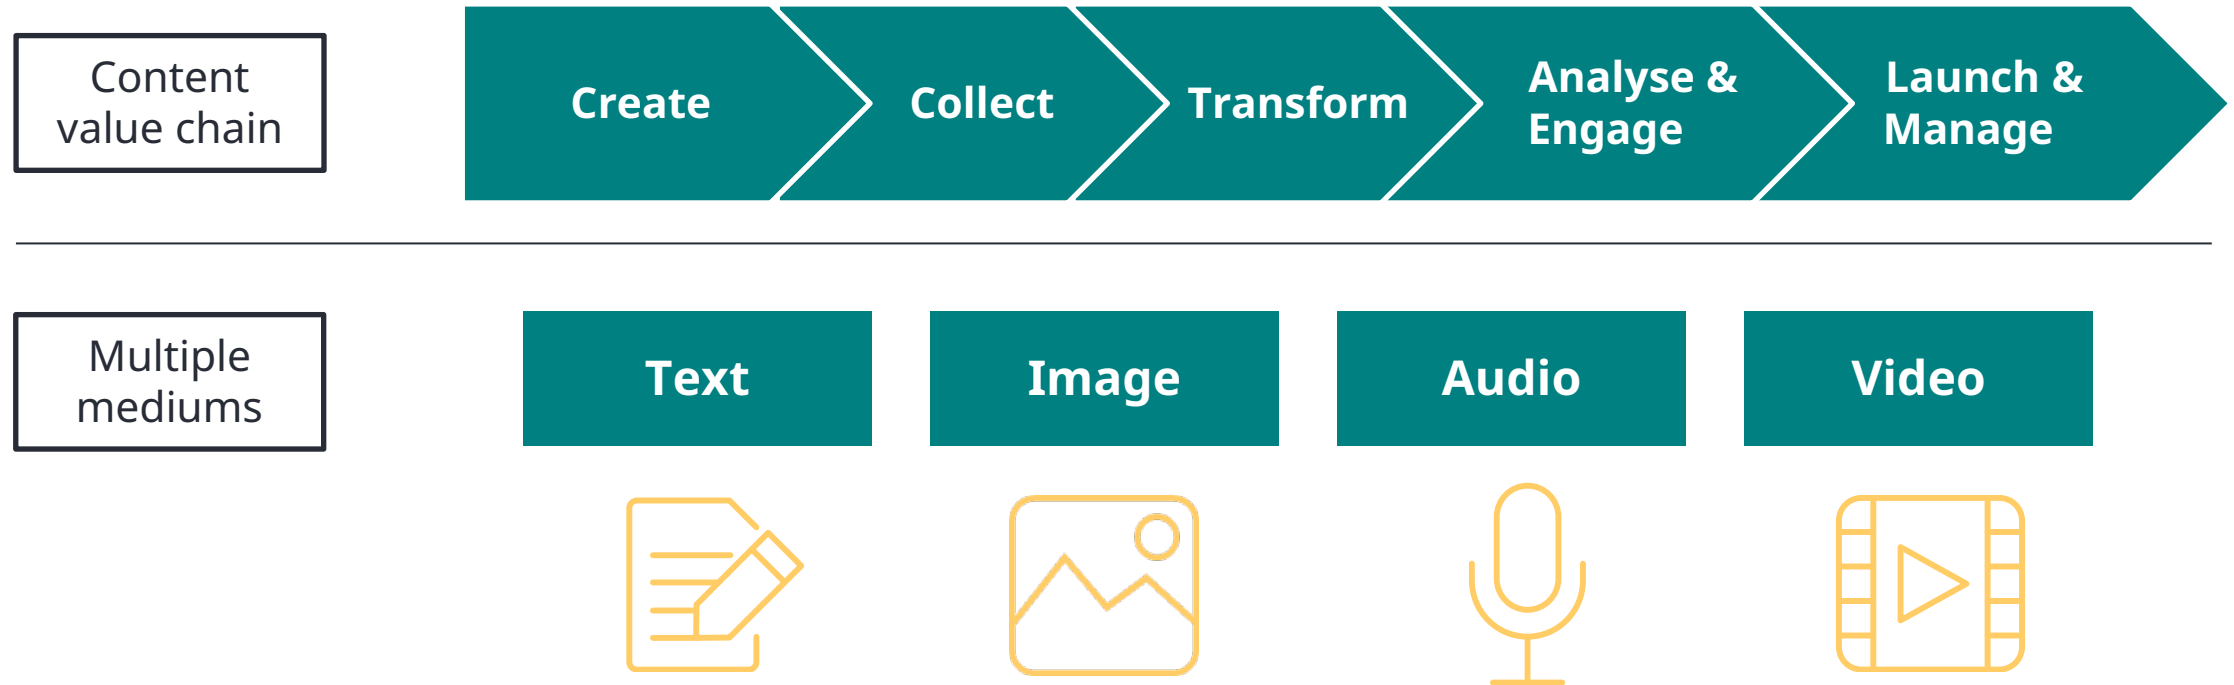 Content
value chain
Create
Collect
Transform
Analyse &
Engage
Launch &
Manage
Multiple
mediums
Text
Image
Audio
Video